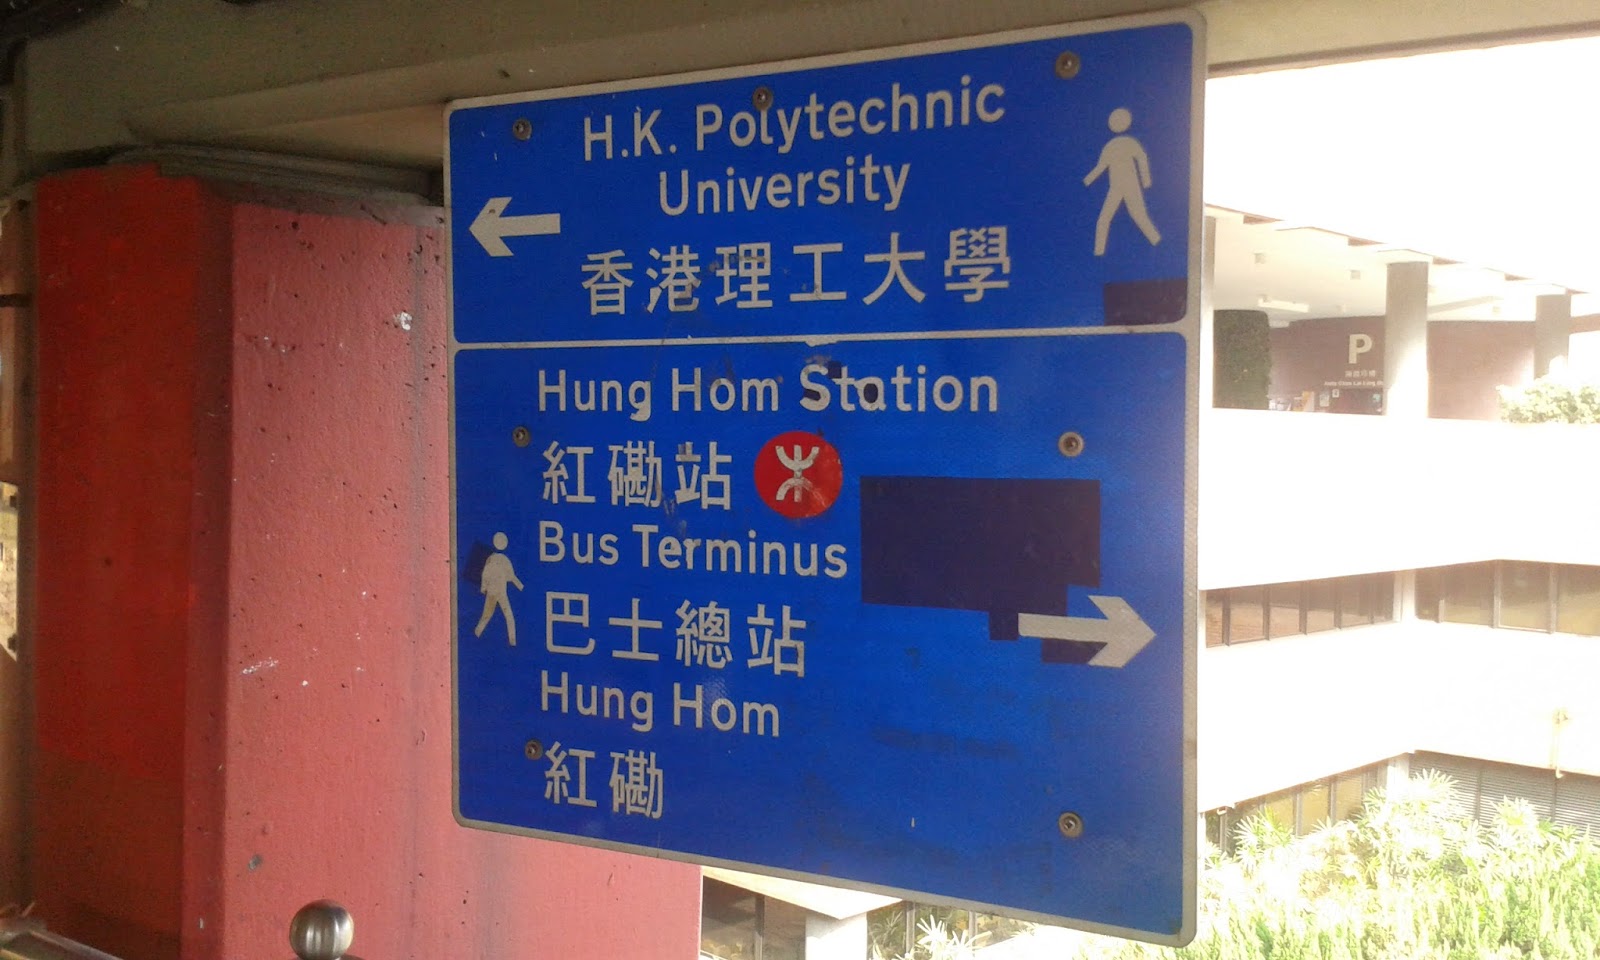 H.K. Polytechnic
University
香港理工大學
Hung Hom Station
紅磡站
Bus Terminus
巴士總站
Hung Hom
紅磡
P